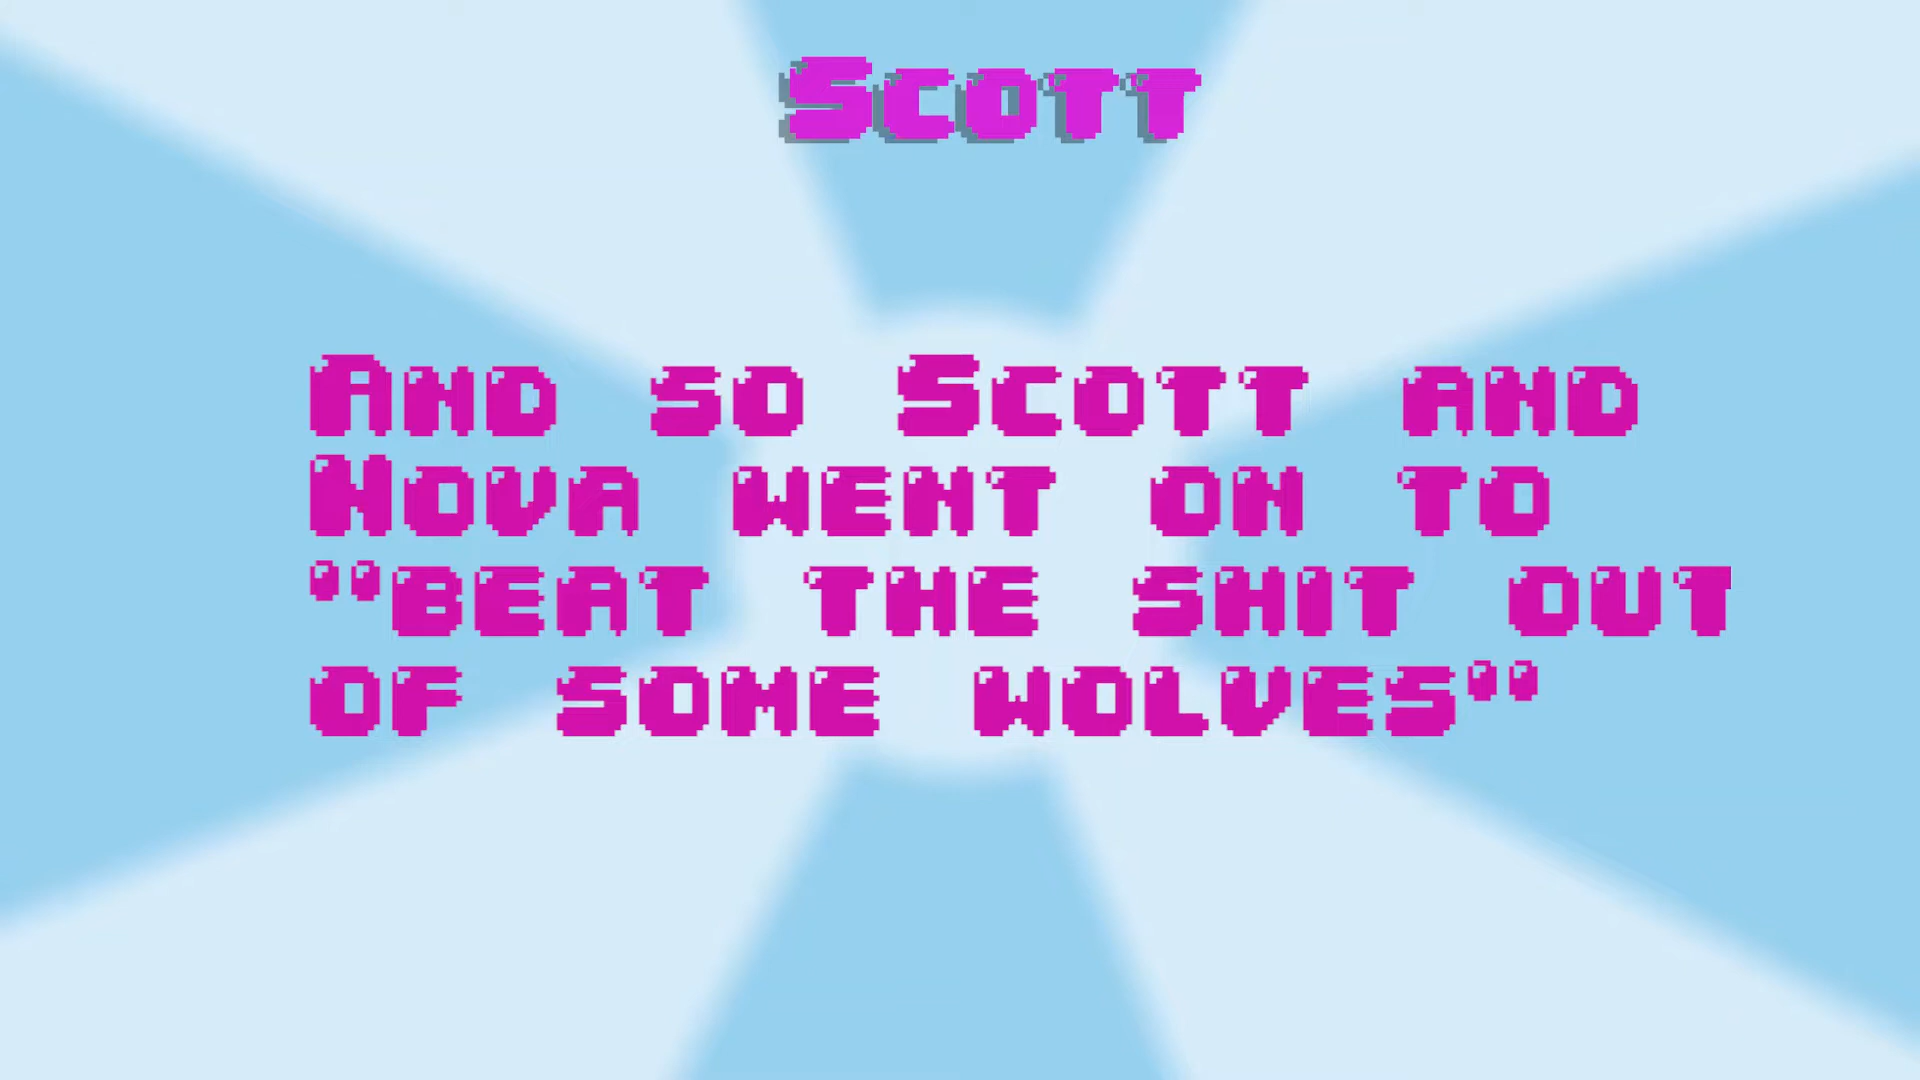 Scott
And so Scott and
Nova went on to
"beat the shit out
of some wolves"